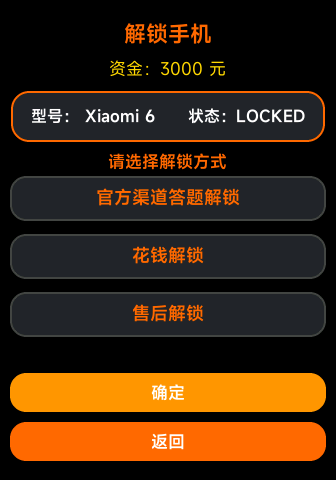 解锁手机
资金：3000 元
型号： Xiaomi 6 状态：LOCKED
请选择解锁方式
官方渠道答题解锁
花钱解锁
售后解锁
确定
返回